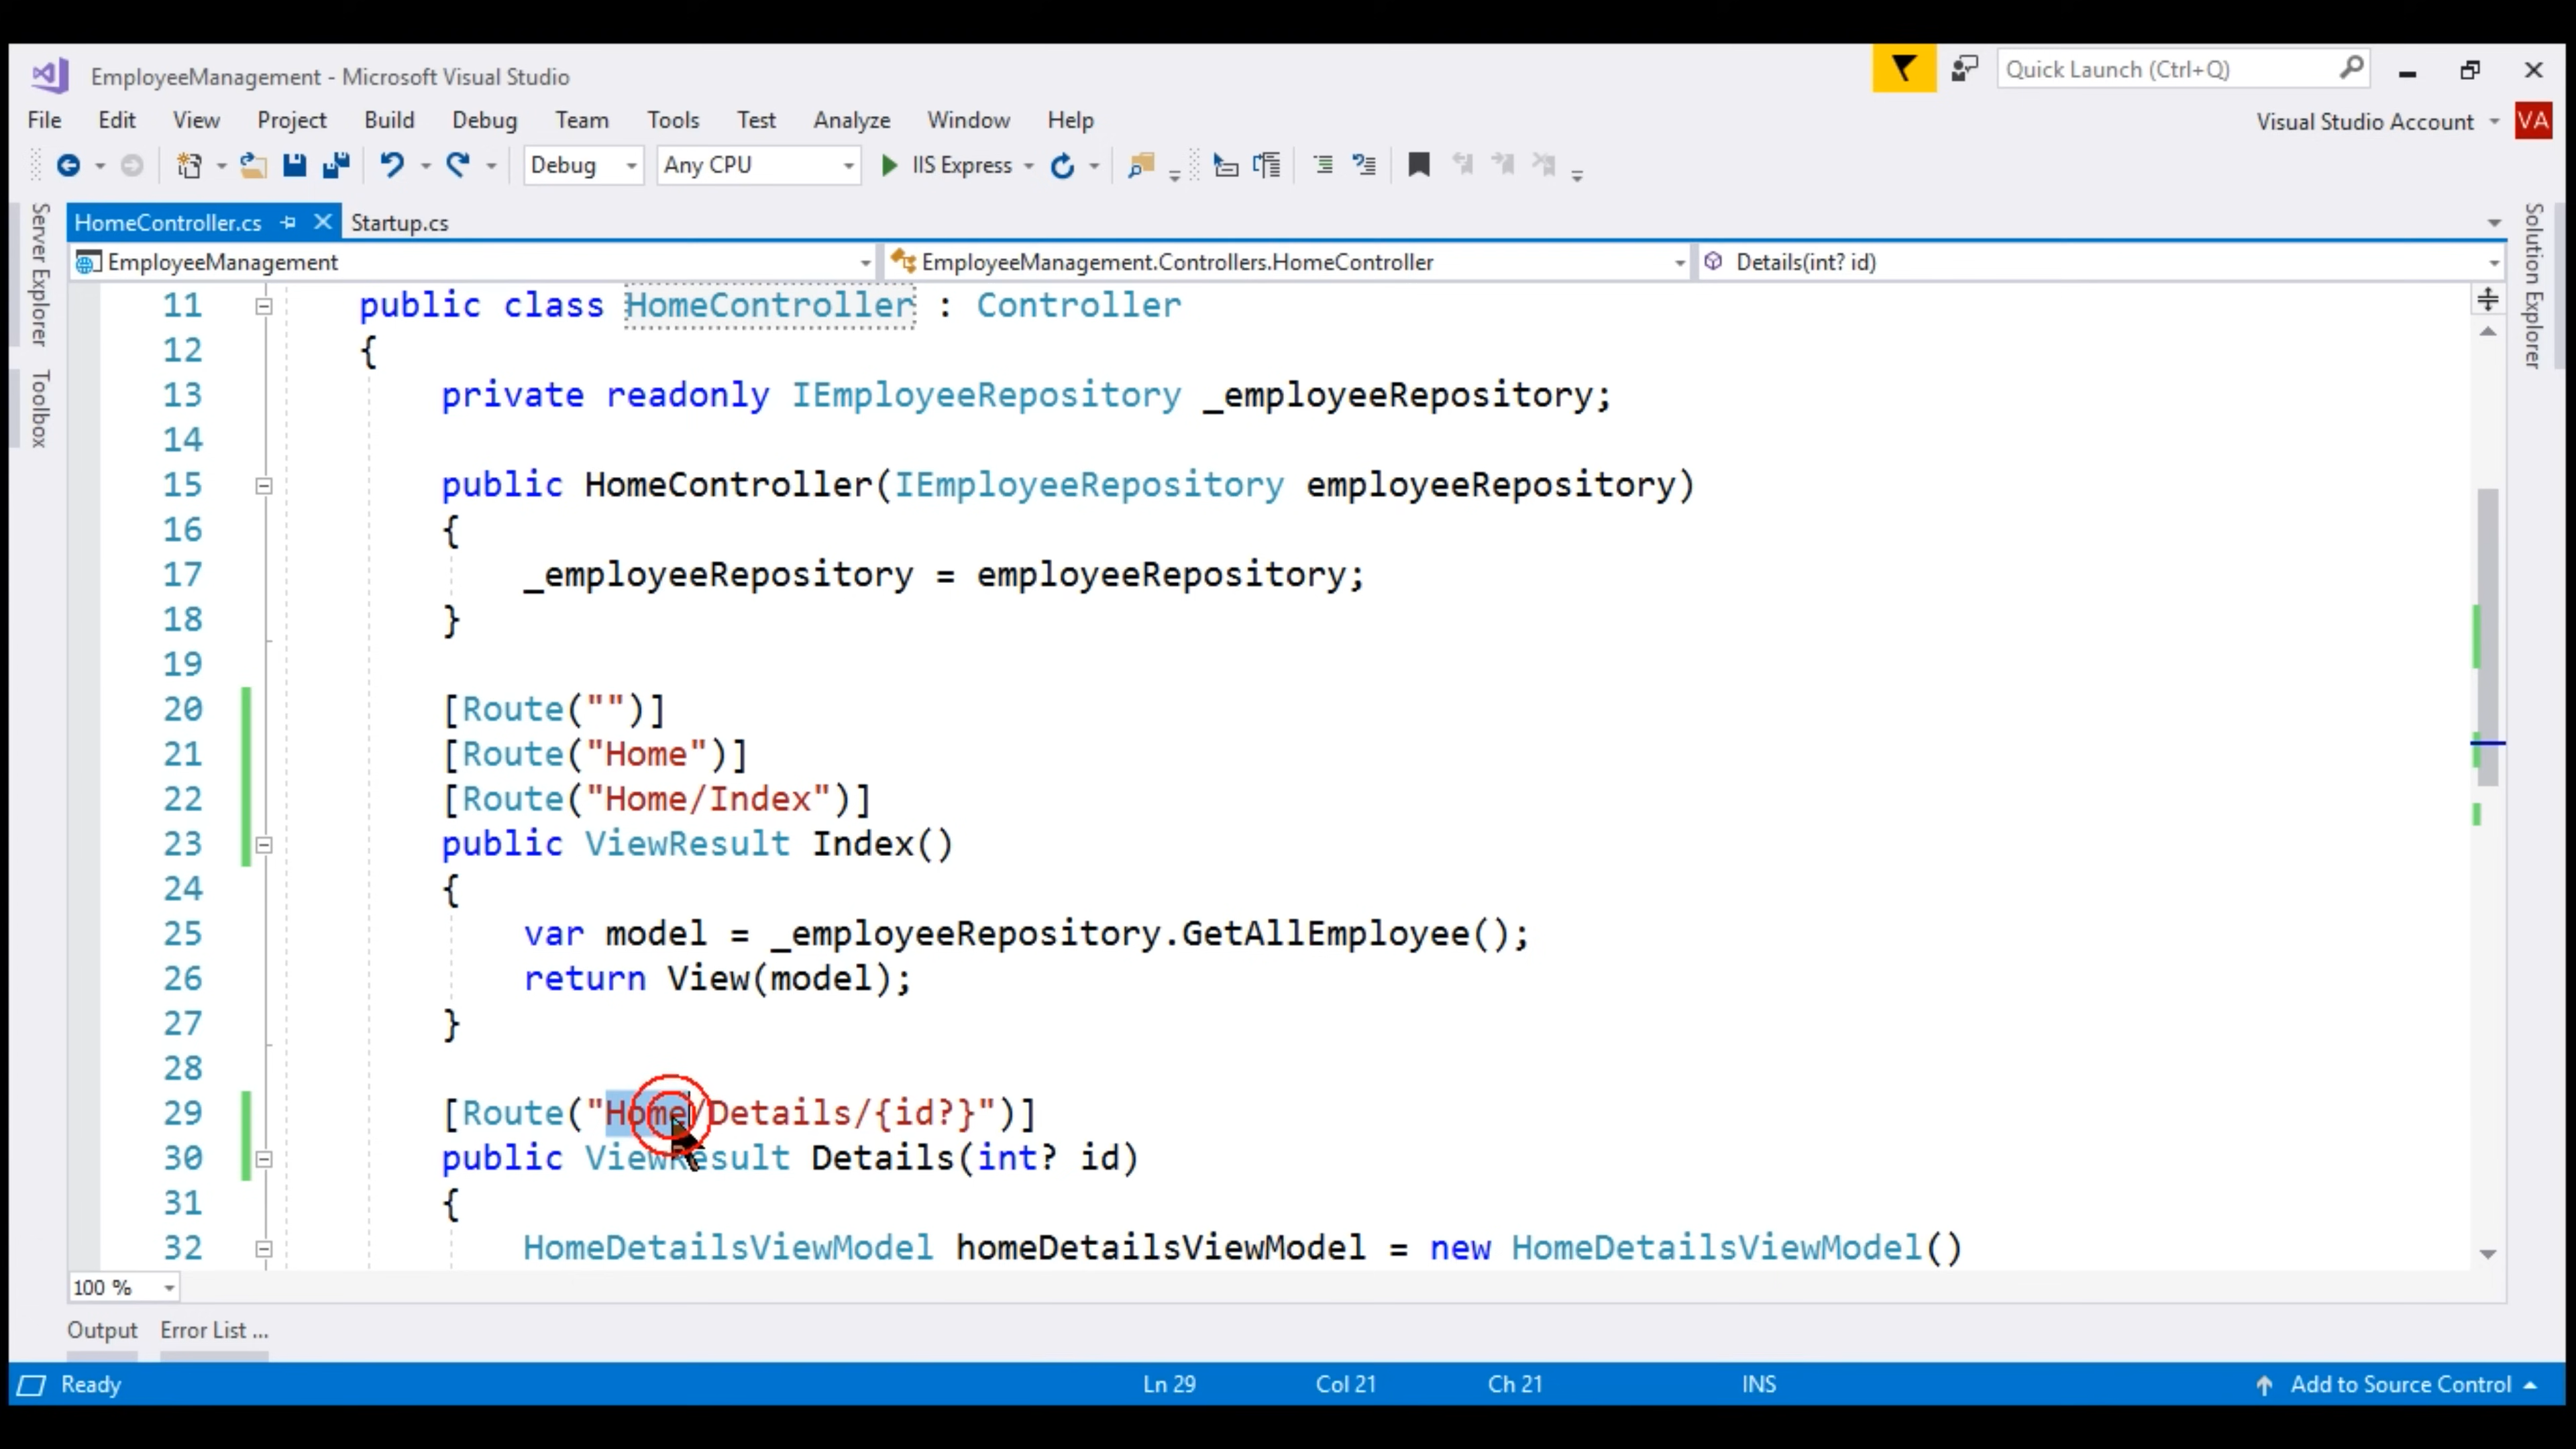 EmployeeManagement - Microsoft Visual Studio
Quick Launch (Ctrl+Q)
File Edit View Project Build Debug Team Tools Test Analyze Window Help
Visual Studio Account VA
Debug Any CPU IIS Express
Server Explorer
Toolbox
Solution Explorer
HomeController.cs Startup.cs
EmployeeManagement EmployeeManagement.Controllers.HomeController Details(int? id)
11 public class HomeController : Controller
12 {
13 private readonly IEmployeeRepository _employeeRepository;
14
15 public HomeController(IEmployeeRepository employeeRepository)
16 {
17 _employeeRepository = employeeRepository;
18 }
19
20 [Route("")]
21 [Route("Home")]
22 [Route("Home/Index")]
23 public ViewResult Index()
24 {
25 var model = _employeeRepository.GetAllEmployee();
26 return View(model);
27 }
28
29 [Route("Home/Details/{id?}")]
30 public ViewResult Details(int? id)
31 {
32 HomeDetailsViewModel homeDetailsViewModel = new HomeDetailsViewModel()
100 %
Output Error List ...
Ready Ln 29 Col 21 Ch 21 INS Add to Source Control